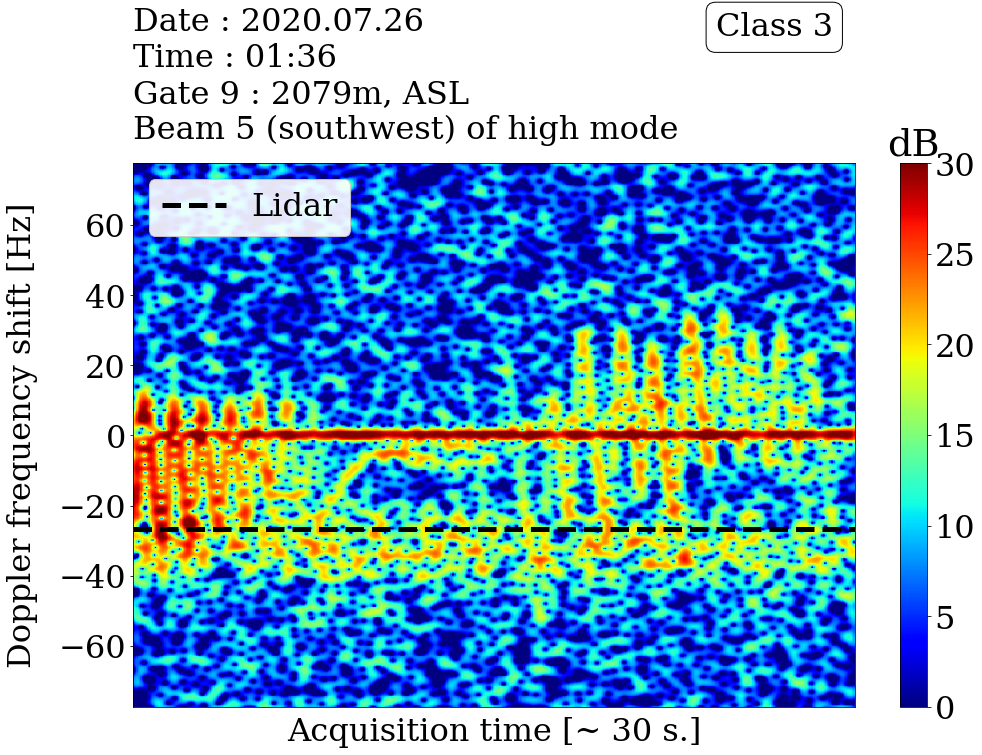 Date : 2020.07.26
Time : 01:36
Gate 9 : 2079m, ASL
Beam 5 (southwest) of high mode
Class 3
dB
Lidar
Doppler frequency shift [Hz]
60
40
20
0
−20
−40
−60
30
25
20
15
10
5
0
Acquisition time [~ 30 s.]